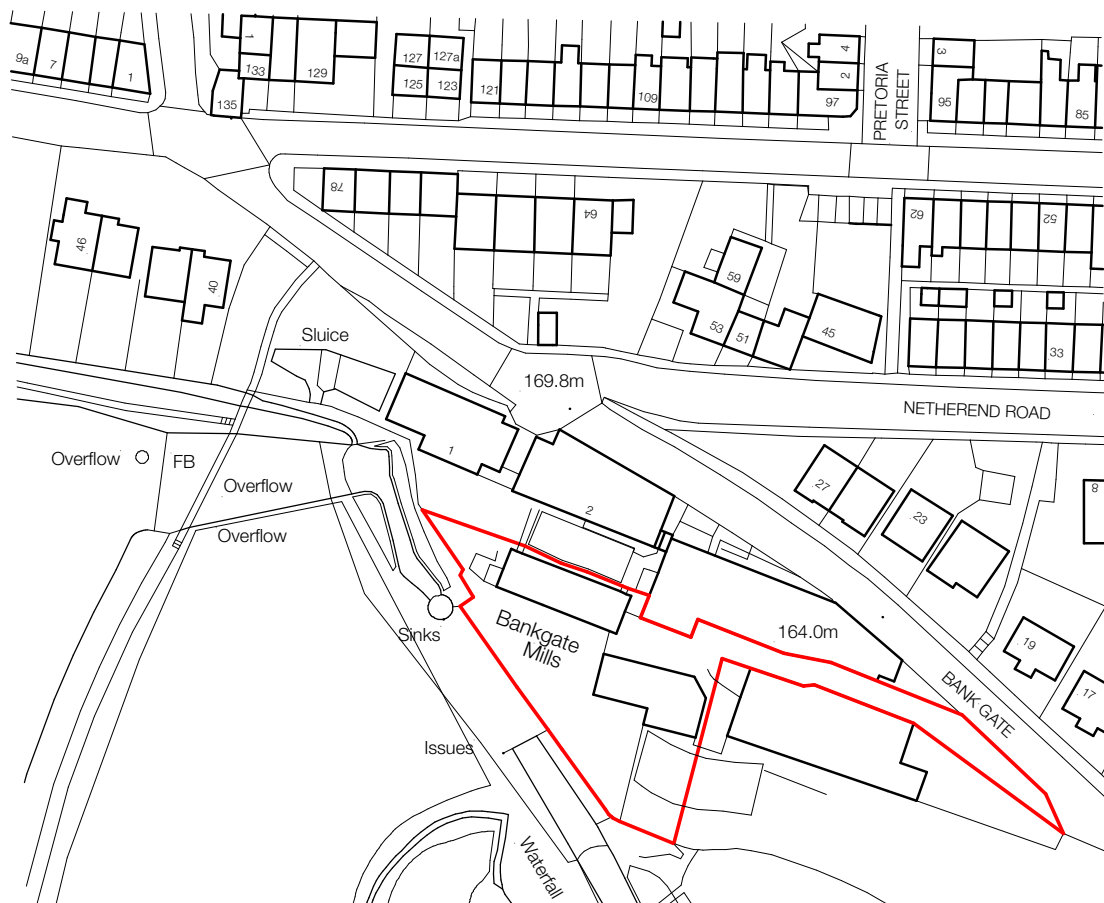 9a
7
1
1
133
129
135
127
127a
125
123
121
109
4
2
97
PRETORIA
STREET
3
95
85
78
64
62
52
46
40
59
53
51
45
33
Sluice
169.8m
NETHEREND ROAD
1
2
27
23
8
Overflow
FB
Overflow
Overflow
Sinks
Bankgate
Mills
164.0m
19
17
BANK GATE
Issues
Waterfall